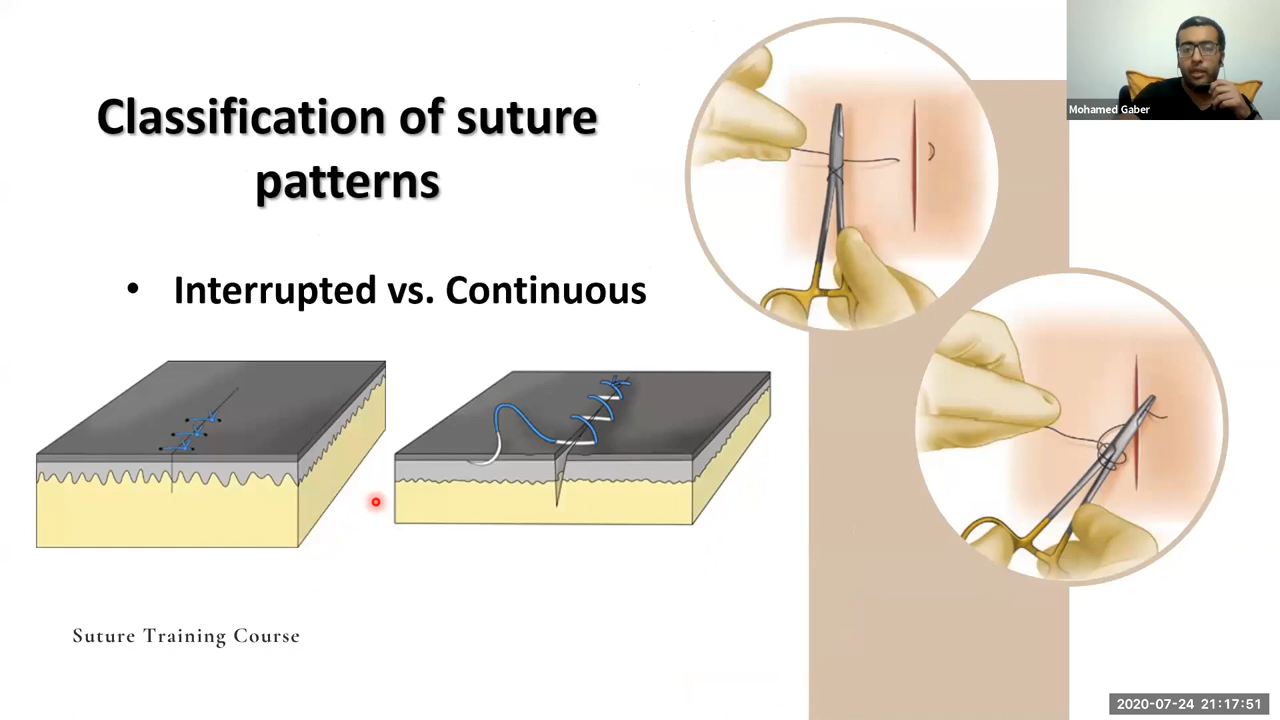 Classification of suture
patterns
• Interrupted vs. Continuous
Suture Training Course
Mohamed Gaber
2020-07-24 21:17:51